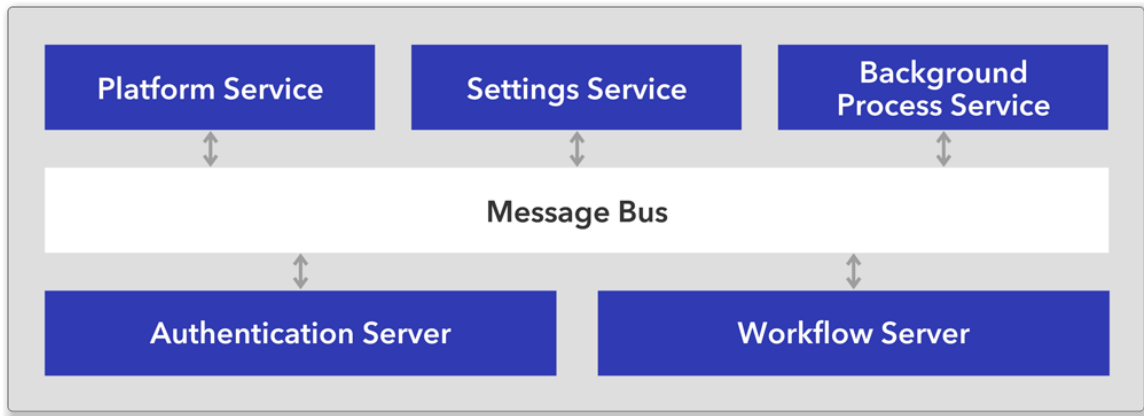 Platform Service
Settings Service
Background
Process Service
Message Bus
Authentication Server
Workflow Server